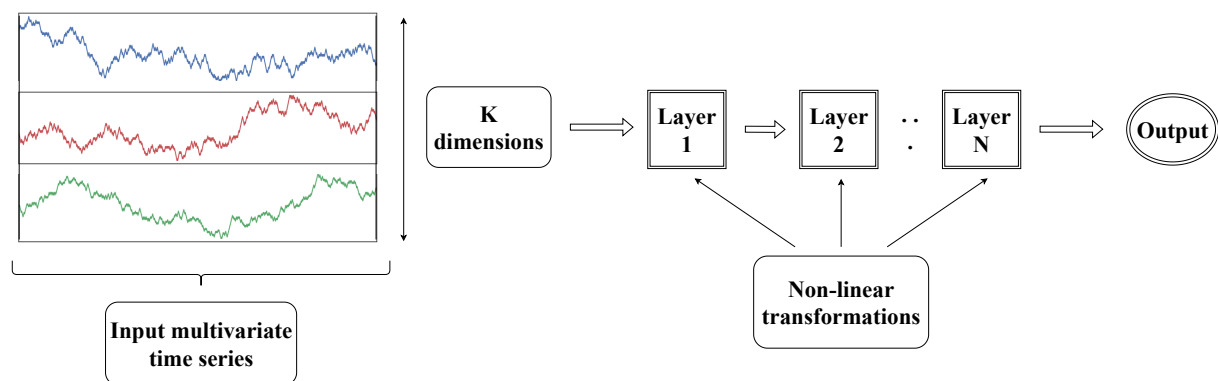 K
dimensions
Layer
1
Layer
2
. .
.
Layer
N
Output
Input multivariate
time series
Non-linear
transformations